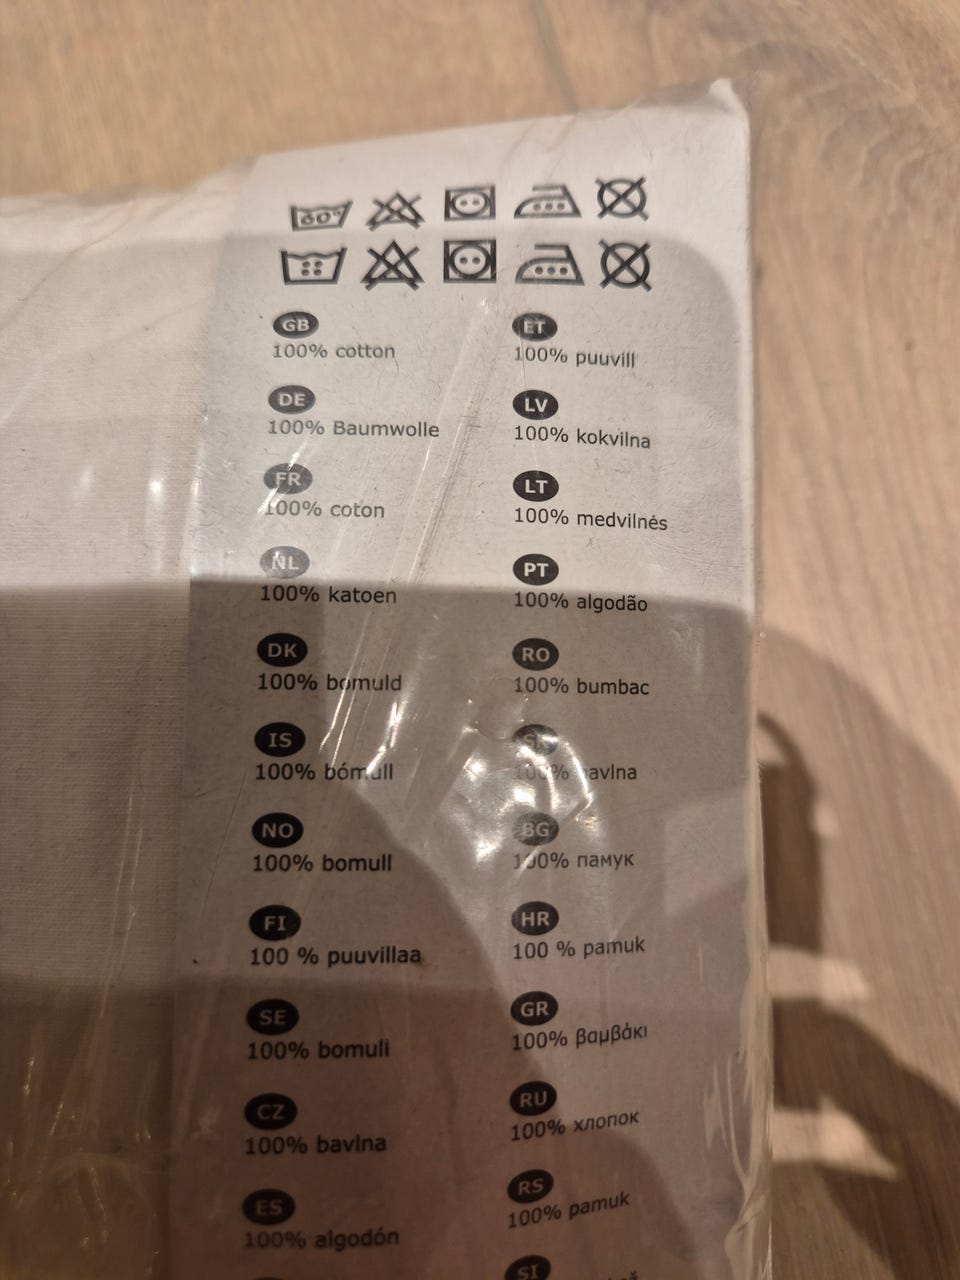 60°
GB
100% cotton
DE
100% Baumwolle
FR
100% coton
NL
100% katoen
DK
100% bomuld
IS
100% bómull
NO
100% bomull
FI
100 % puuvillaa
SE
100% bomull
CZ
100% bavlna
ES
100% algodón
ET
100% puuvill
LV
100% kokvilna
LT
100% medvilnės
PT
100% algodão
RO
100% bumbac
100% bavlna
BG
100% памук
HR
100 % pamuk
GR
100% βαμβάκι
RU
100% хлопок
RS
100% pamuk
SI